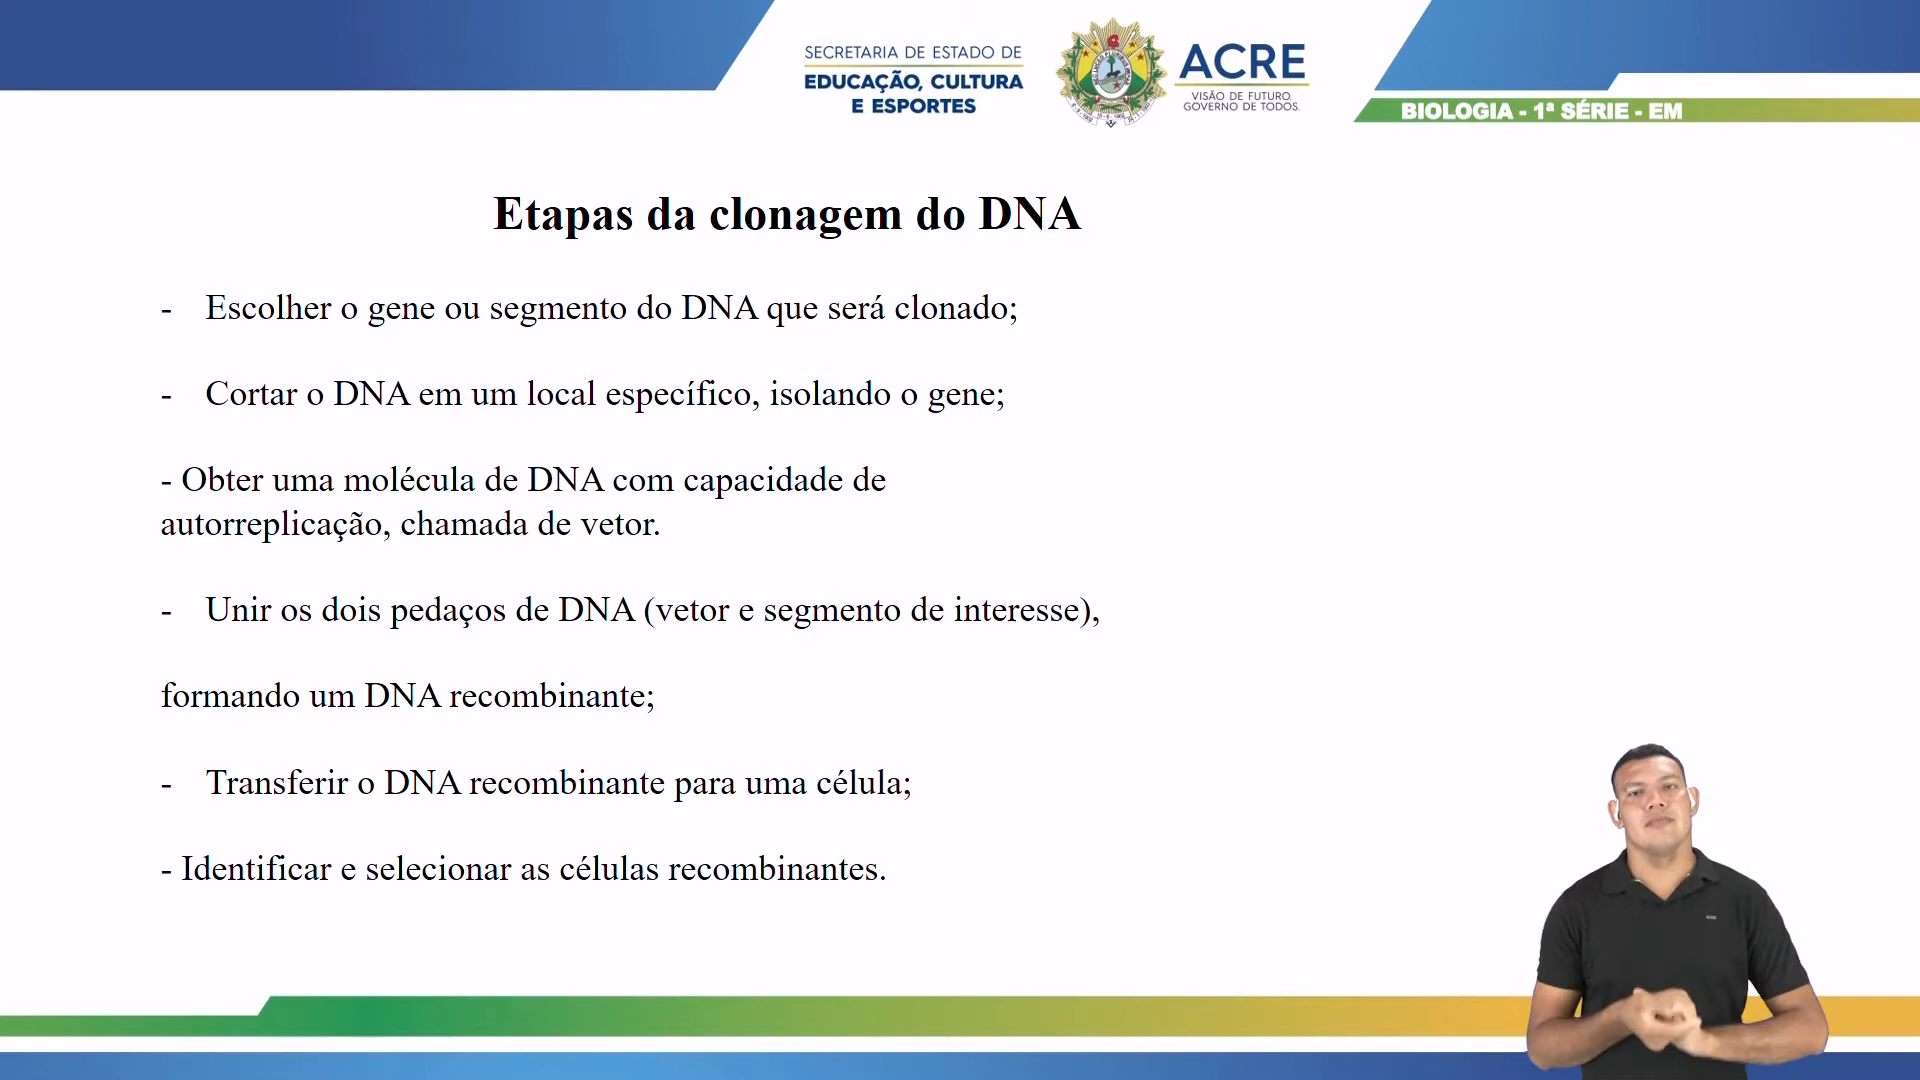 SECRETARIA DE ESTADO DE
EDUCAÇÃO, CULTURA
E ESPORTES
ACRE
VISÃO DE FUTURO.
GOVERNO DE TODOS.
BIOLOGIA - 1ª SÉRIE - EM
Etapas da clonagem do DNA
- Escolher o gene ou segmento do DNA que será clonado;
- Cortar o DNA em um local específico, isolando o gene;
- Obter uma molécula de DNA com capacidade de
autorreplicação, chamada de vetor.
- Unir os dois pedaços de DNA (vetor e segmento de interesse),
formando um DNA recombinante;
- Transferir o DNA recombinante para uma célula;
- Identificar e selecionar as células recombinantes.